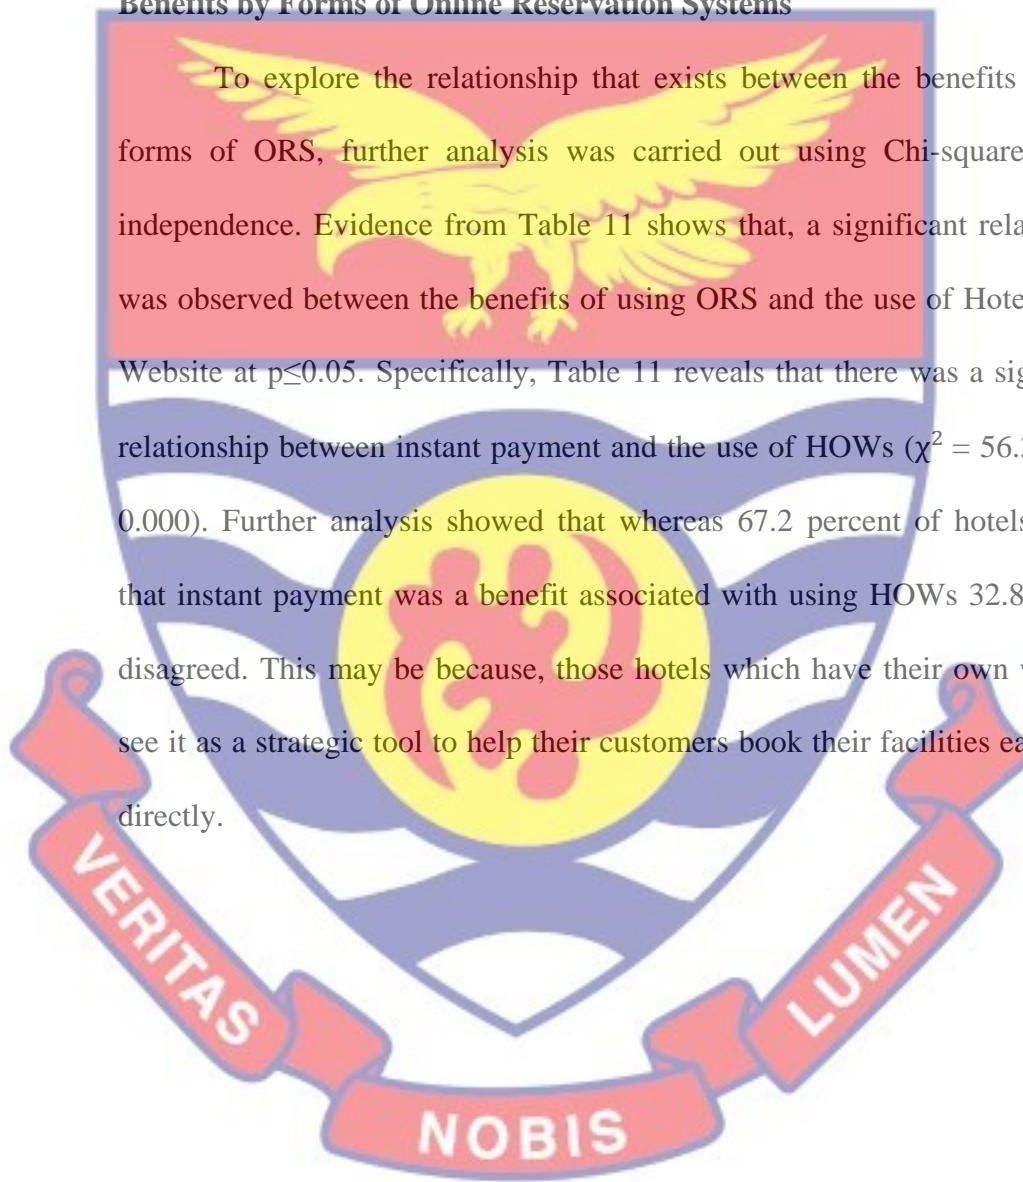 Benefits by Forms of Online Reservation Systems
To explore the relationship that exists between the benefits
forms of ORS, further analysis was carried out using Chi-square
independence. Evidence from Table 11 shows that, a significant
was observed between the benefits of using ORS and the use of
Website at p≤0.05. Specifically, Table 11 reveals that there was a
relationship between instant payment and the use of HOWs (χ² = 56.
0.000). Further analysis showed that whereas 67.2 percent of hotels
that instant payment was a benefit associated with using HOWs 32.8
disagreed. This may be because, those hotels which have their own
see it as a strategic tool to help their customers book their facilities
directly.
VERITAS
NOBIS
LUMEN